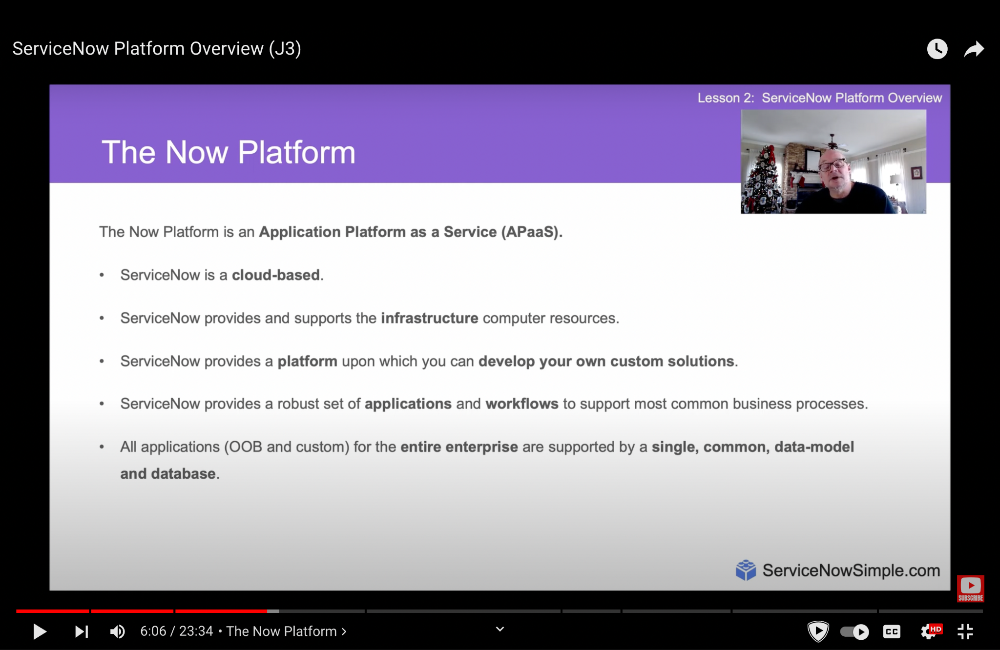 ServiceNow Platform Overview (J3)
Lesson 2: ServiceNow Platform Overview
The Now Platform
The Now Platform is an Application Platform as a Service (APaaS).
• ServiceNow is a cloud-based.
• ServiceNow provides and supports the infrastructure computer resources.
• ServiceNow provides a platform upon which you can develop your own custom solutions.
• ServiceNow provides a robust set of applications and workflows to support most common business processes.
• All applications (OOB and custom) for the entire enterprise are supported by a single, common, data-model
and database.
ServiceNowSimple.com
SUBSCRIBE
6:06 / 23:34 • The Now Platform ›
CC
HD